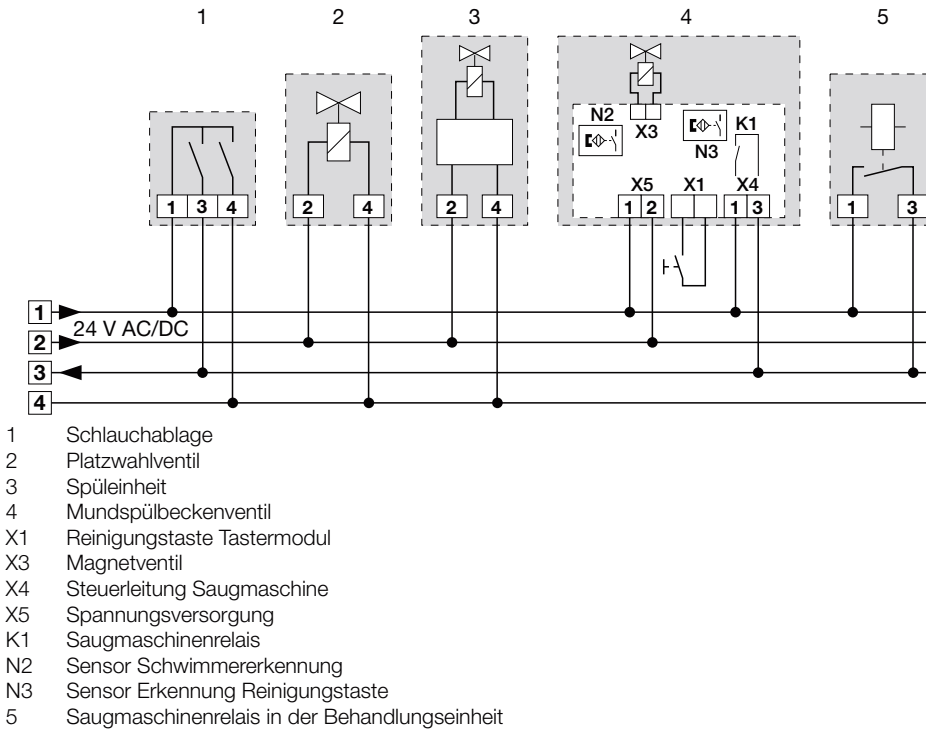 1 2 3 4 5
N2 X3 N3 K1
X5 X1 X4
1 3 4 2 4 2 4 1 2 1 3 1 3
1
24 V AC/DC
2
3
4
1 Schlauchablage
2 Platzwahlventil
3 Spüleinheit
4 Mundspülbeckenventil
X1 Reinigungstaste Tastermodul
X3 Magnetventil
X4 Steuerleitung Saugmaschine
X5 Spannungsversorgung
K1 Saugmaschinenrelais
N2 Sensor Schwimmererkennung
N3 Sensor Erkennung Reinigungstaste
5 Saugmaschinenrelais in der Behandlungseinheit